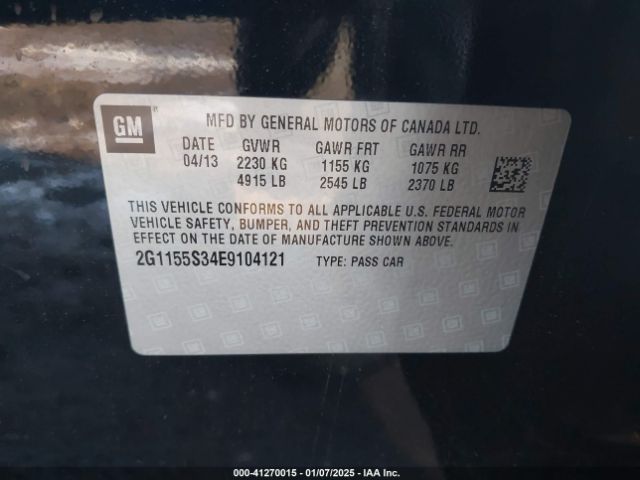 GM
MFD BY GENERAL MOTORS OF CANADA LTD.
DATE GVWR GAWR FRT GAWR RR
04/13 2230 KG 1155 KG 1075 KG
4915 LB 2545 LB 2370 LB
THIS VEHICLE CONFORMS TO ALL APPLICABLE U.S. FEDERAL MOTOR
VEHICLE SAFETY, BUMPER, AND THEFT PREVENTION STANDARDS IN
EFFECT ON THE DATE OF MANUFACTURE SHOWN ABOVE.
2G1155S34E9104121 TYPE: PASS CAR
000-41270015 - 01/07/2025 - IAA Inc.